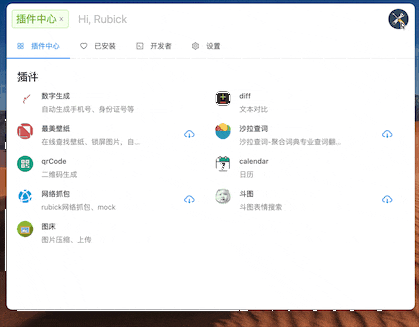 插件中心 × Hi, Rubick
插件中心 已安装 开发者 设置
插件
数字生成
自动生成手机号、身份证号等
diff
文本对比
最美壁纸
在线查找壁纸、锁屏图片，自...
沙拉查词
沙拉查词-聚合词典专业查词翻...
qrCode
二维码生成
calendar
日历
网络抓包
rubick网络抓包、mock
斗图
斗图表情搜索
图床
图片压缩、上传